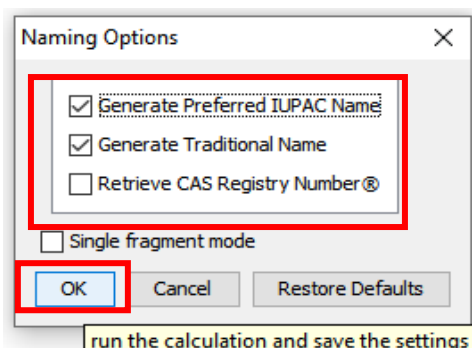 Naming Options
Generate Preferred IUPAC Name
Generate Traditional Name
Retrieve CAS Registry Number®
Single fragment mode
OK Cancel Restore Defaults
run the calculation and save the settings